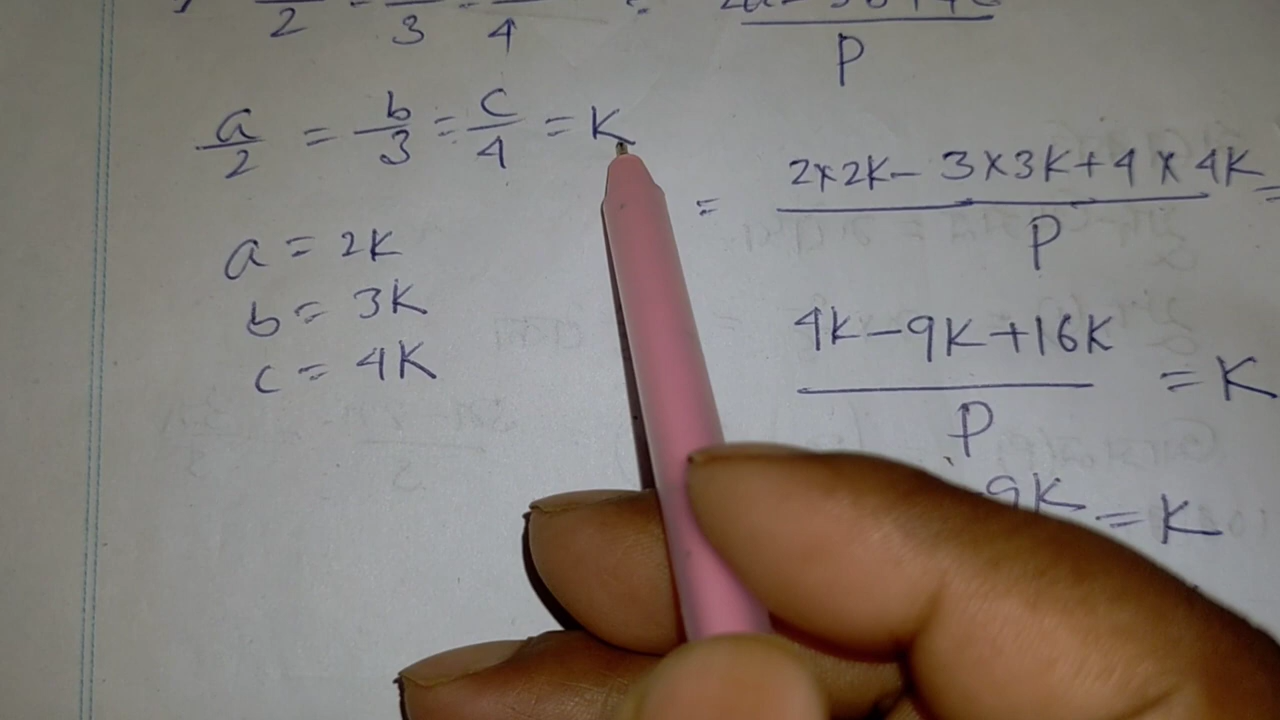 2 3 4 = P
a/2 = b/3 = c/4 = K
a = 2K
b = 3K
c = 4K
= 2×2K - 3×3K + 4×4K / P =
4K - 9K + 16K / P = K
9K = K